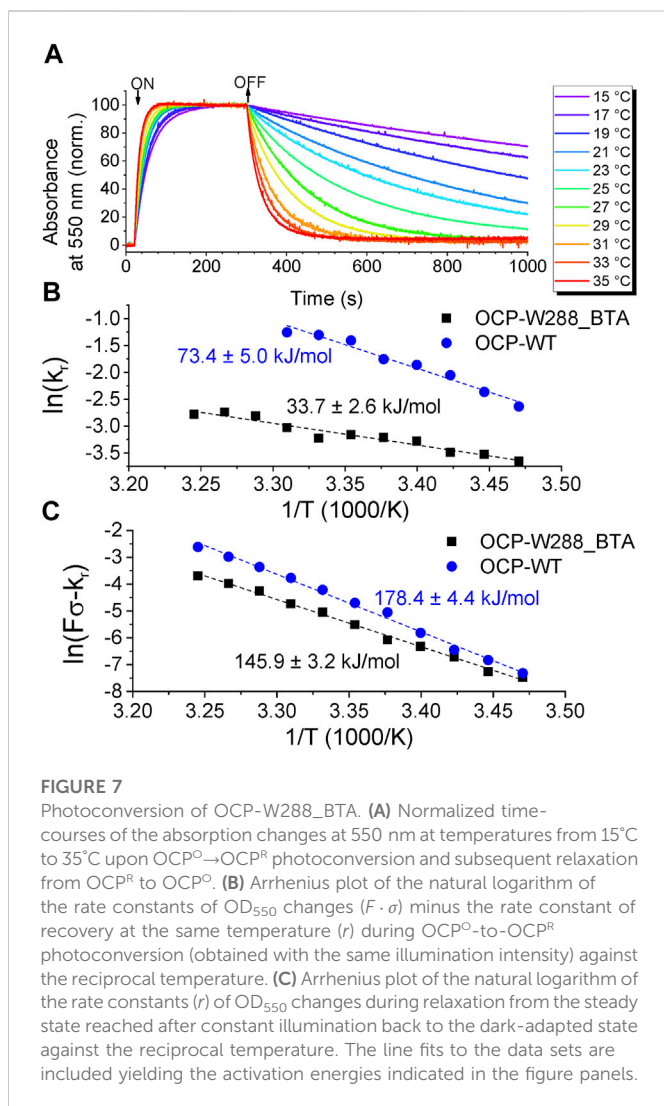 A
ON
OFF
Absorbance
at 550 nm (norm.)
100
80
60
40
20
0
0
200
400
600
800
1000
Time (s)
15 °C
17 °C
19 °C
21 °C
23 °C
25 °C
27 °C
29 °C
31 °C
33 °C
35 °C
B
ln(kᵣ)
-1.0
-1.5
-2.0
-2.5
-3.0
-3.5
OCP-W288_BTA
OCP-WT
73.4 ± 5.0 kJ/mol
33.7 ± 2.6 kJ/mol
3.20
3.25
3.30
3.35
3.40
3.45
3.50
1/T (1000/K)
C
ln(Fσ-kᵣ)
-2
-3
-4
-5
-6
-7
-8
OCP-W288_BTA
OCP-WT
178.4 ± 4.4 kJ/mol
145.9 ± 3.2 kJ/mol
3.20
3.25
3.30
3.35
3.40
3.45
3.50
1/T (1000/K)
FIGURE 7
Photoconversion of OCP-W288_BTA. (A) Normalized time-
courses of the absorption changes at 550 nm at temperatures from 15°C
to 35°C upon OCPᴼ→OCPᴿ photoconversion and subsequent relaxation
from OCPᴿ to OCPᴼ. (B) Arrhenius plot of the natural logarithm of
the rate constants of OD₅₅₀ changes (F · σ) minus the rate constant of
recovery at the same temperature (r) during OCPᴼ-to-OCPᴿ
photoconversion (obtained with the same illumination intensity) against
the reciprocal temperature. (C) Arrhenius plot of the natural logarithm of
the rate constants (r) of OD₅₅₀ changes during relaxation from the steady
state reached after constant illumination back to the dark-adapted state
against the reciprocal temperature. The line fits to the data sets are
included yielding the activation energies indicated in the figure panels.